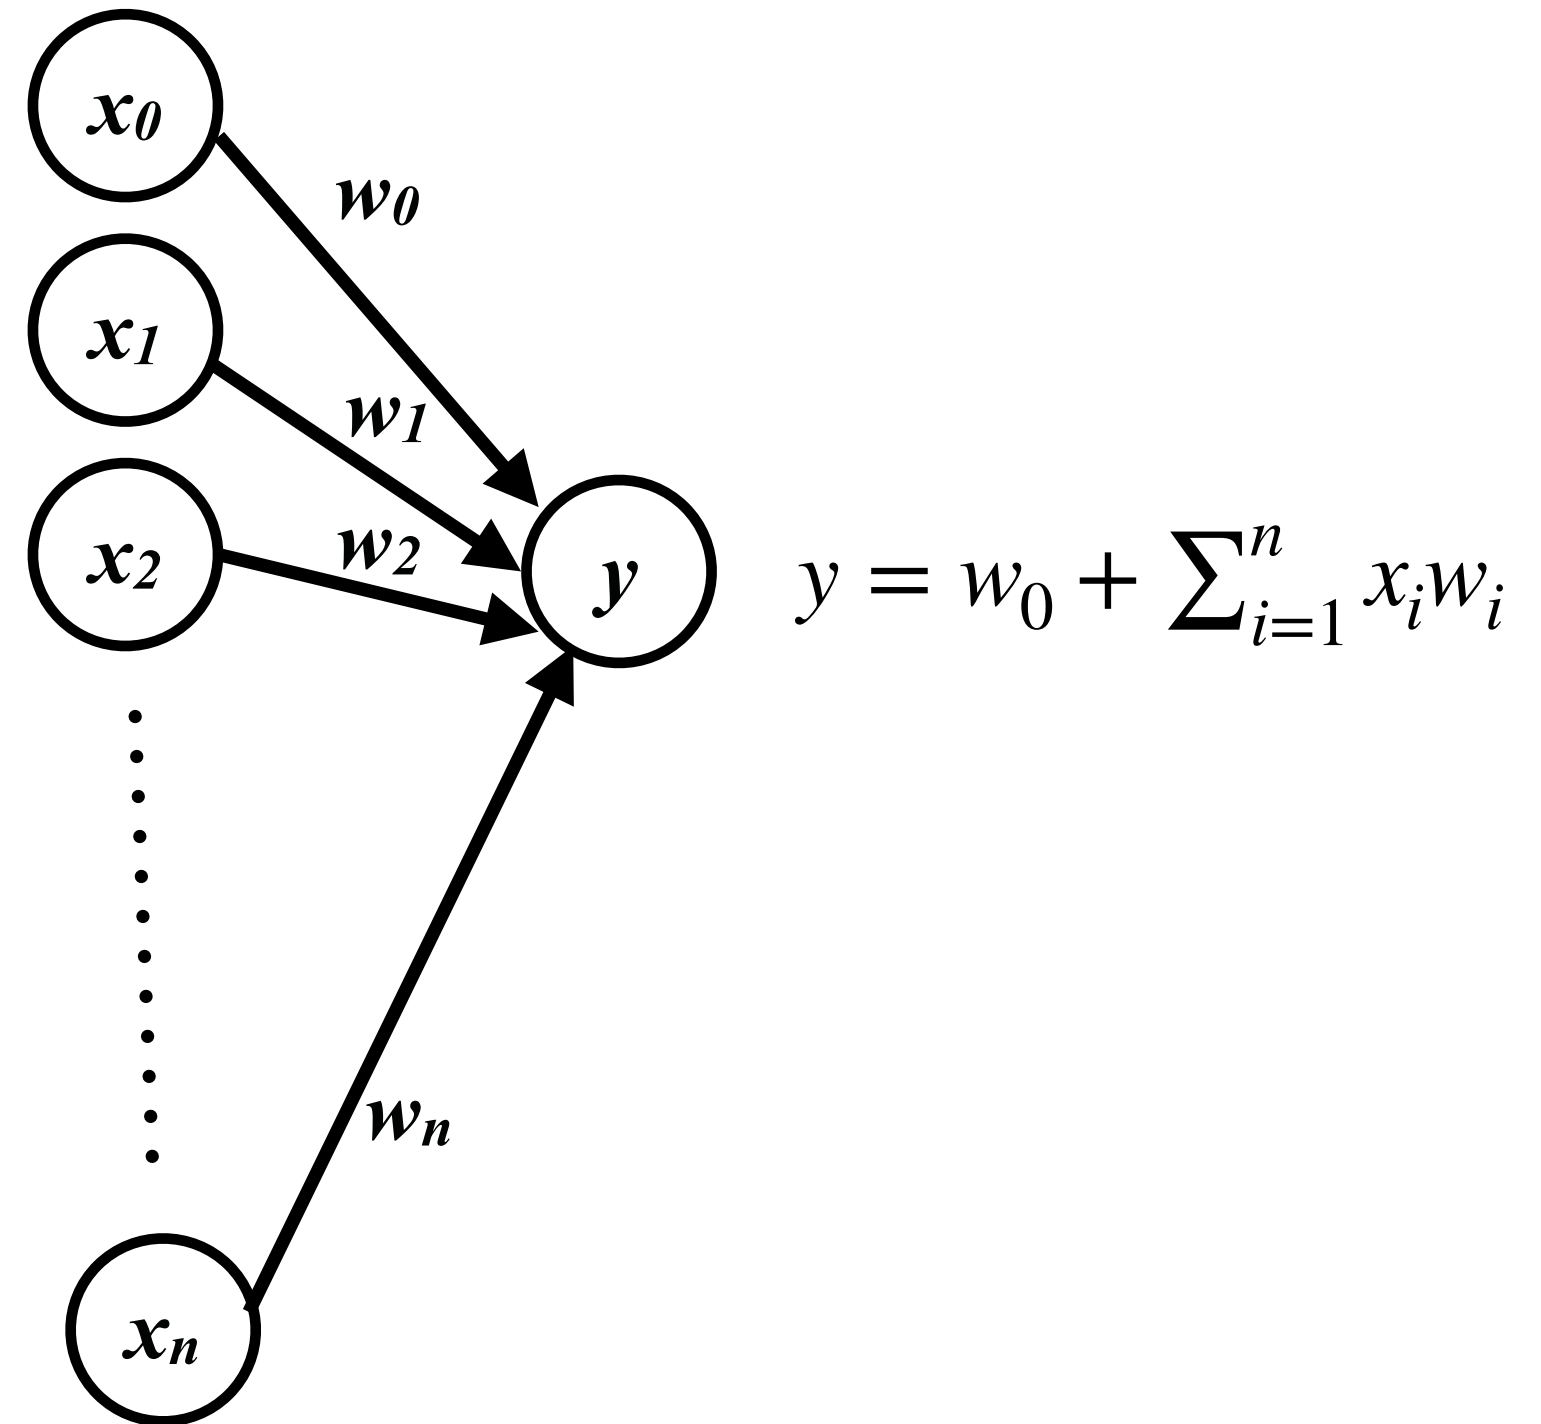 x₀
w₀
x₁
w₁
x₂
w₂
y
y = w₀ + ∑ⁿᵢ₌₁ xᵢwᵢ
wₙ
xₙ